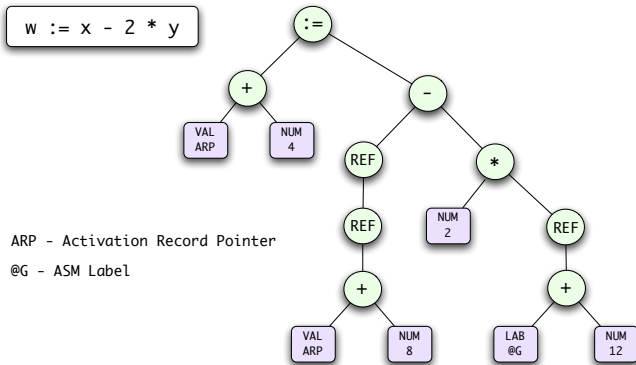 w := x - 2 * y
:=
+
-
VAL
ARP
NUM
4
REF
*
REF
NUM
2
REF
ARP - Activation Record Pointer
@G - ASM Label
+
+
VAL
ARP
NUM
8
LAB
@G
NUM
12